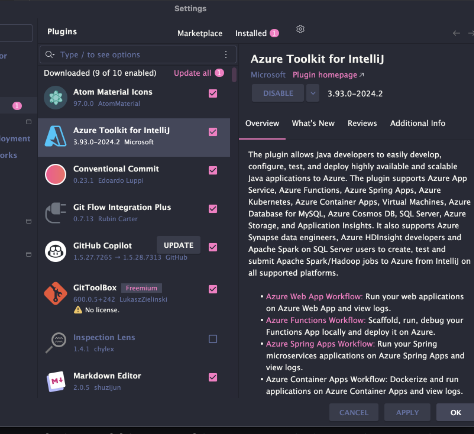 Settings
or
1
ployment
orks
Plugins
Marketplace
Installed 1
Type / to see options
Downloaded (9 of 10 enabled)
Update all 1
Atom Material Icons
97.0.0 AtomMaterial
Azure Toolkit for IntelliJ
3.93.0-2024.2 Microsoft
Conventional Commit
0.23.1 Edoardo Luppi
Git Flow Integration Plus
0.7.13 Rubin Carter
GitHub Copilot
UPDATE
1.5.27.7265 → 1.5.28.7313 GitHub
GitToolBox Freemium
600.0.5+242 LukaszZielinski
No license.
Inspection Lens
1.4.1 chylex
Markdown Editor
2.0.5 shuzijun
Azure Toolkit for IntelliJ
Microsoft Plugin homepage ↗
DISABLE
3.93.0-2024.2
Overview
What's New
Reviews
Additional Info
The plugin allows Java developers to easily develop,
configure, test, and deploy highly available and scalable
Java applications to Azure. The plugin supports Azure App
Service, Azure Functions, Azure Spring Apps, Azure
Kubernetes, Azure Container Apps, Virtual Machines, Azure
Database for MySQL, Azure Cosmos DB, SQL Server, Azure
Storage, and Application Insights. It also supports Azure
Synapse data engineers, Azure HDInsight developers and
Apache Spark on SQL Server users to create, test and
submit Apache Spark/Hadoop jobs to Azure from IntelliJ on
all supported platforms.
• Azure Web App Workflow: Run your web applications
on Azure Web App and view logs.
• Azure Functions Workflow: Scaffold, run, debug your
Functions App locally and deploy it on Azure.
• Azure Spring Apps Workflow: Run your Spring
microservices applications on Azure Spring Apps and
view logs.
• Azure Container Apps Workflow: Dockerize and run
applications on Azure Container Apps and view logs.
CANCEL
APPLY
OK